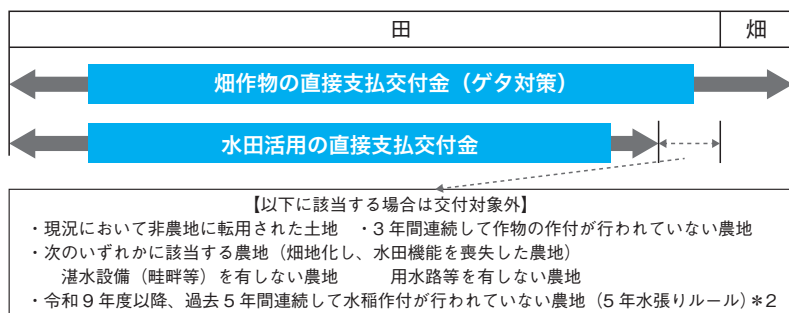 田 畑
畑作物の直接支払交付金（ゲタ対策）
水田活用の直接支払交付金
【以下に該当する場合は交付対象外】
・現況において非農地に転用された土地　・３年間連続して作物の作付が行われていない農地
・次のいずれかに該当する農地（畑地化し、水田機能を喪失した農地）
湛水設備（畦畔等）を有しない農地　用水路等を有しない農地
・令和９年度以降、過去５年間連続して水稲作付が行われていない農地（５年水張りルール）＊2